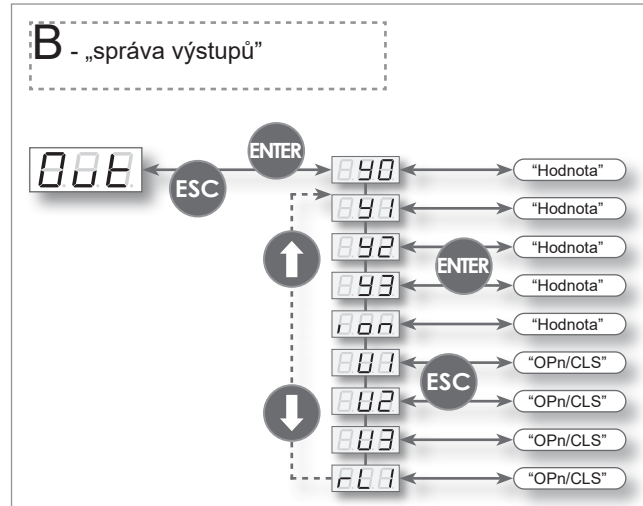 B - „správa výstupů”
ENTER
Out
ESC
y0 “Hodnota”
y1 “Hodnota”
y2 “Hodnota”
ENTER
y3 “Hodnota”
ion “Hodnota”
U1 “OPn/CLS”
ESC
U2 “OPn/CLS”
U3 “OPn/CLS”
rL1 “OPn/CLS”